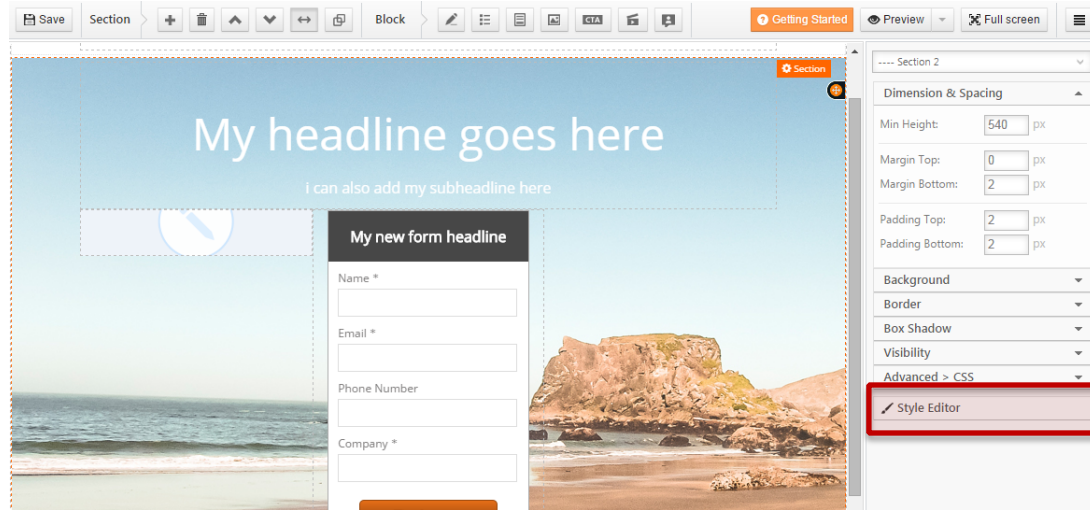 Save Section Block CTA Getting Started Preview Full screen
Section
---- Section 2
Dimension & Spacing
Min Height: 540 px
Margin Top: 0 px
Margin Bottom: 2 px
Padding Top: 2 px
Padding Bottom: 2 px
Background
Border
Box Shadow
Visibility
Advanced > CSS
Style Editor
My headline goes here
i can also add my subheadline here
My new form headline
Name *
Email *
Phone Number
Company *